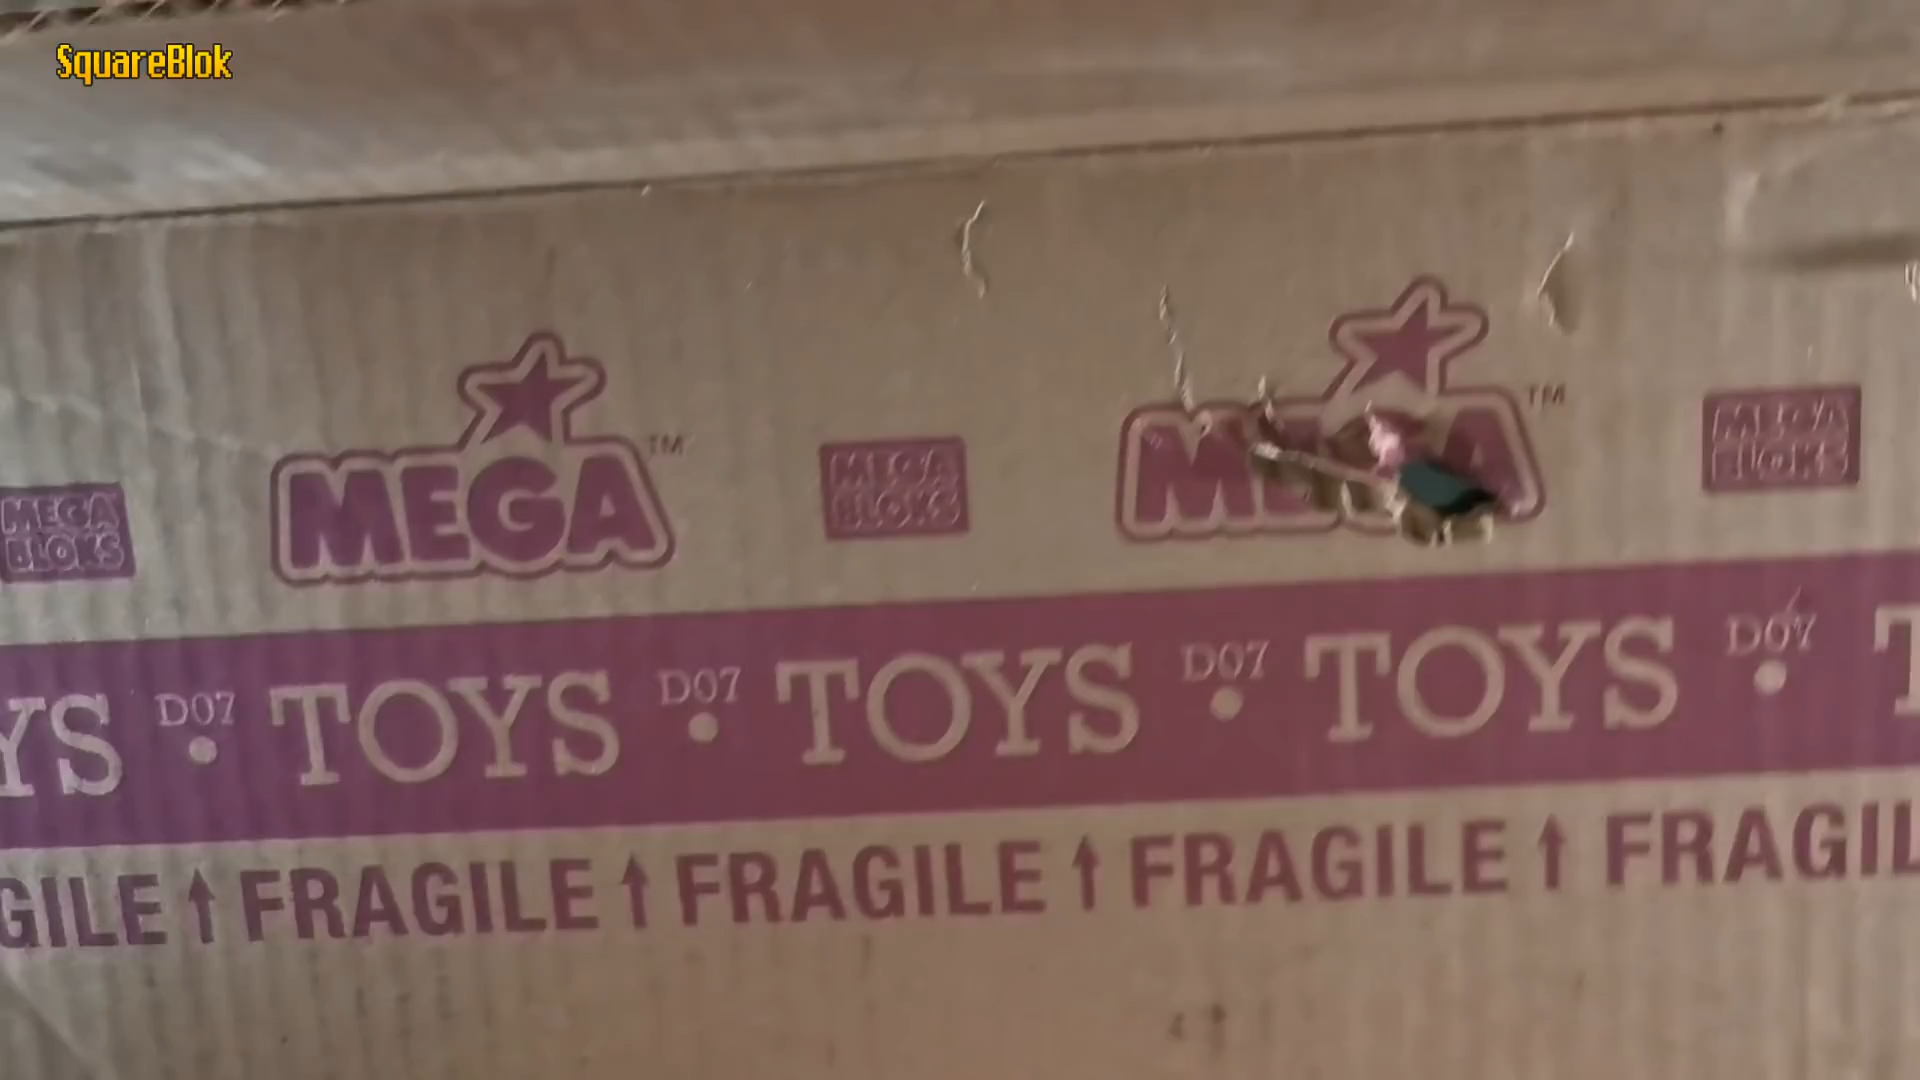 SquareBlok
MEGA BLOKS
MEGA™
MEGA BLOKS
MEGA™
MEGA BLOKS
YS • D07 TOYS • D07 TOYS • D07 TOYS • D07 T
GILE ↑ FRAGILE ↑ FRAGILE ↑ FRAGILE ↑ FRAGIL